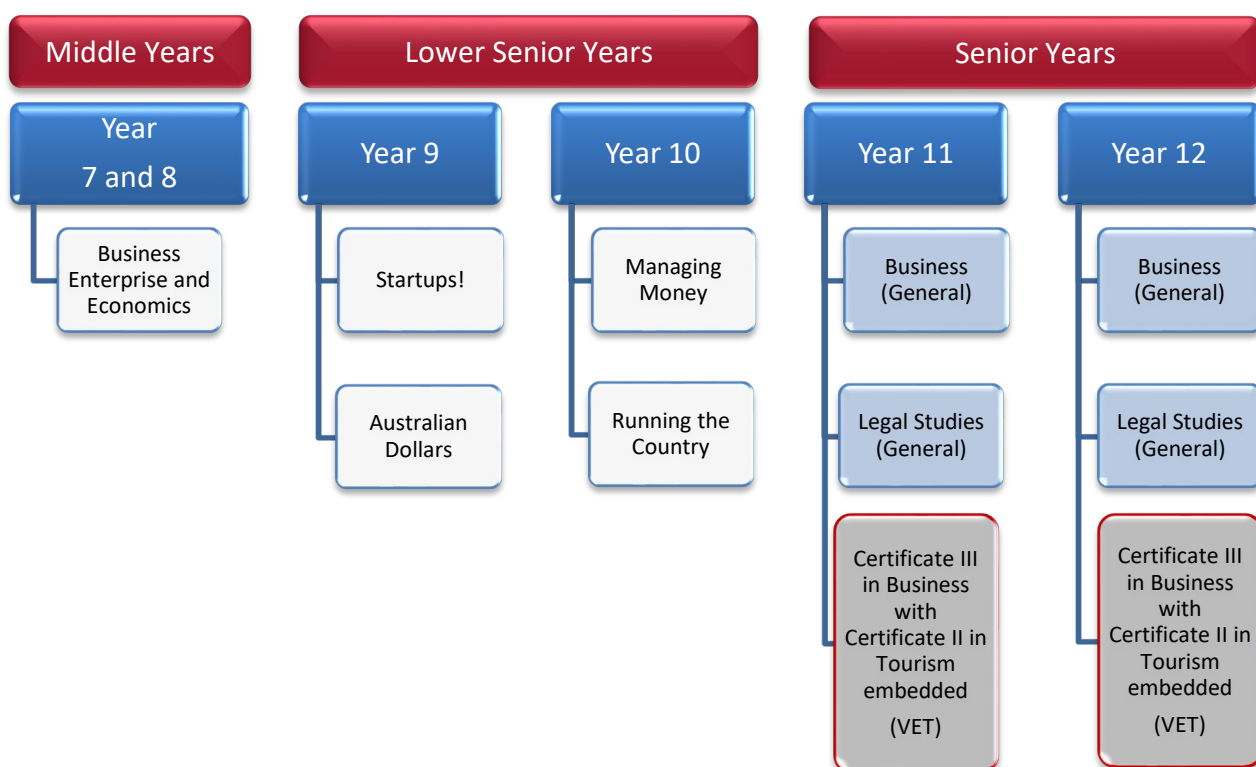 Middle Years
Lower Senior Years
Senior Years
Year
7 and 8
Year 9
Year 10
Year 11
Year 12
Business
Enterprise and
Economics
Startups!
Managing
Money
Business
(General)
Business
(General)
Australian
Dollars
Running the
Country
Legal Studies
(General)
Legal Studies
(General)
Certificate III
in Business
with
Certificate II in
Tourism
embedded
(VET)
Certificate III
in Business
with
Certificate II in
Tourism
embedded
(VET)